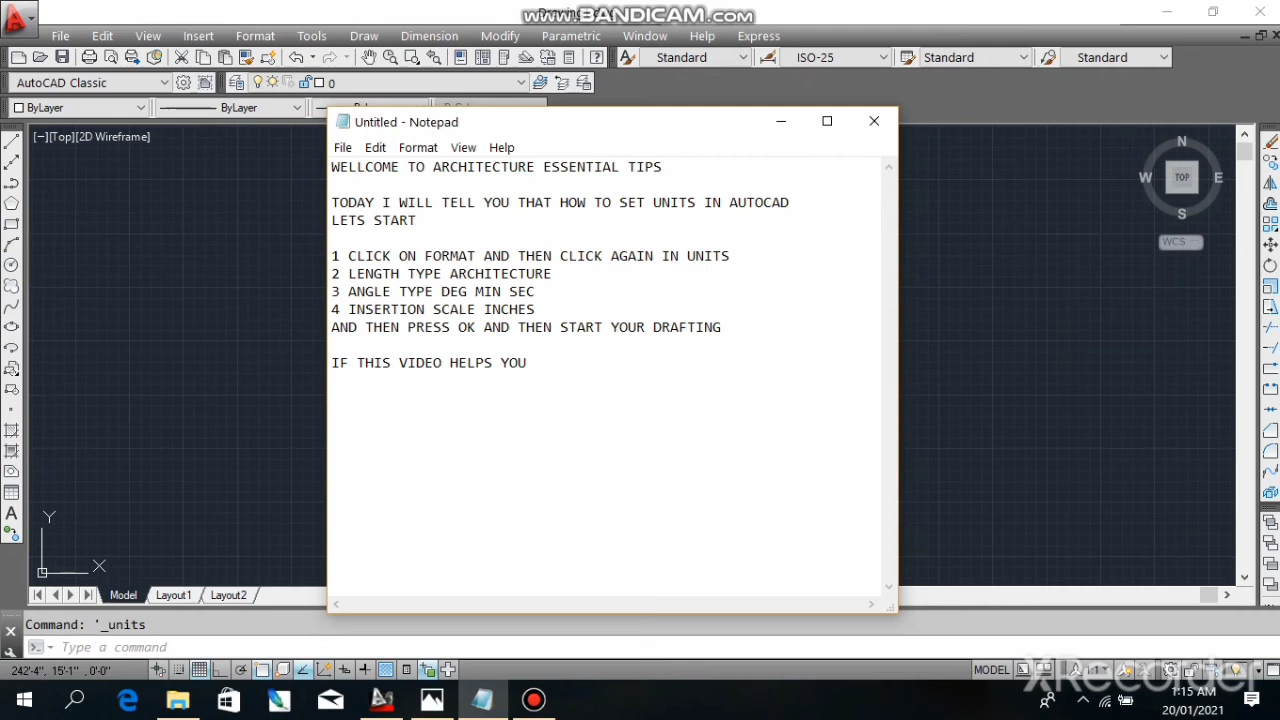 Drawing
WWW.BANDICAM.COM
File Edit View Insert Format Tools Draw Dimension Modify Parametric Window Help Express
Standard ISO-25 Standard Standard
AutoCAD Classic 0
ByLayer ByLayer
[−][Top][2D Wireframe]
Untitled - Notepad
File Edit Format View Help
WELLCOME TO ARCHITECTURE ESSENTIAL TIPS
TODAY I WILL TELL YOU THAT HOW TO SET UNITS IN AUTOCAD
LETS START
1 CLICK ON FORMAT AND THEN CLICK AGAIN IN UNITS
2 LENGTH TYPE ARCHITECTURE
3 ANGLE TYPE DEG MIN SEC
4 INSERTION SCALE INCHES
AND THEN PRESS OK AND THEN START YOUR DRAFTING
IF THIS VIDEO HELPS YOU
N
W TOP E
S
WCS
Y
X
Model Layout1 Layout2
Command: '_units
Type a command
242'-4", 15'-1" ,0'-0" MODEL 1:1
XRecorder
1:15 AM
20/01/2021